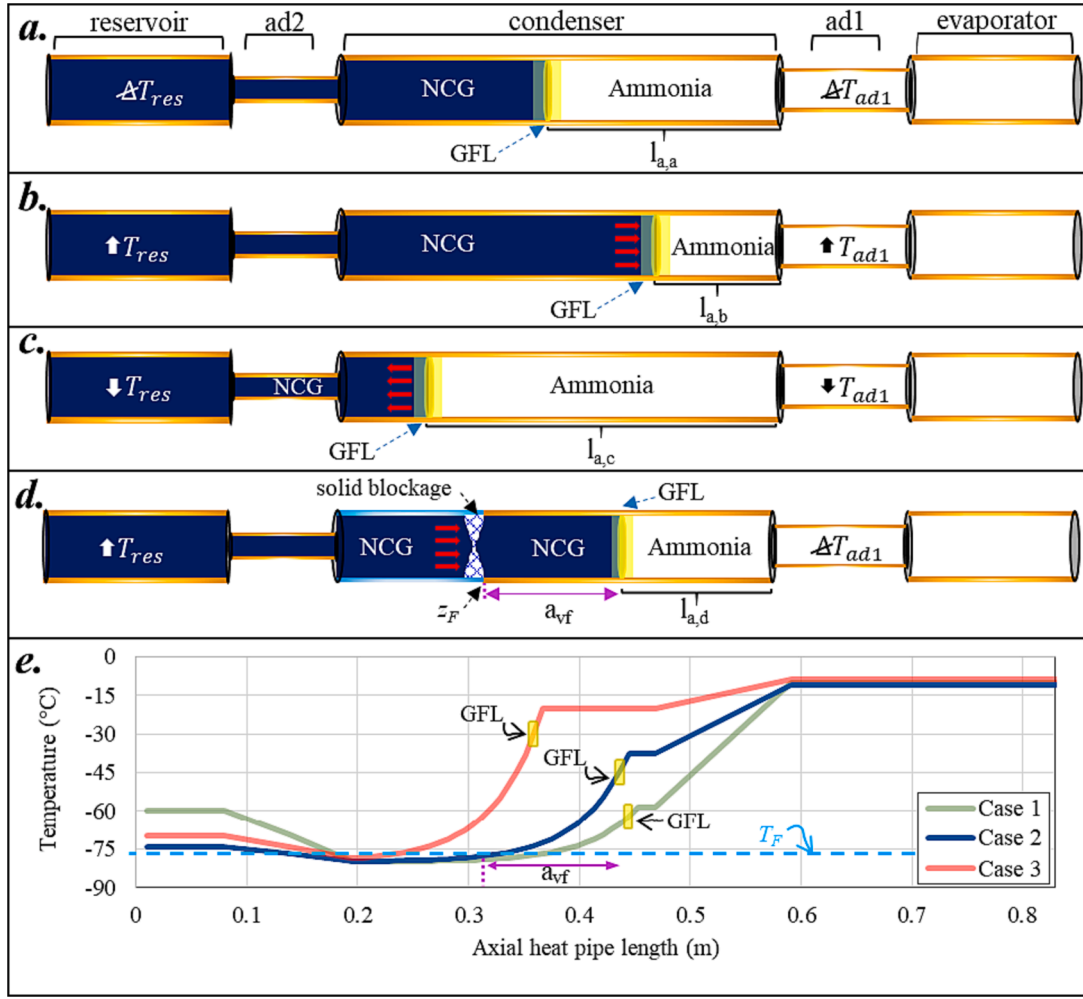 reservoir ad2 condenser ad1 evaporator
a.
ΔT_res NCG Ammonia ΔT_ad1
GFL l_a,a
b.
⬆T_res NCG Ammonia ⬆T_ad1
GFL l_a,b
c.
⬇T_res NCG Ammonia ⬇T_ad1
GFL l_a,c
d.
solid blockage GFL
⬆T_res NCG NCG Ammonia ΔT_ad1
z_F a_vf l_a,d
e.
Temperature (°C)
0
-15
-30
-45
-60
-75
-90
GFL
GFL
GFL
T_F
a_vf
Case 1
Case 2
Case 3
0 0.1 0.2 0.3 0.4 0.5 0.6 0.7 0.8
Axial heat pipe length (m)